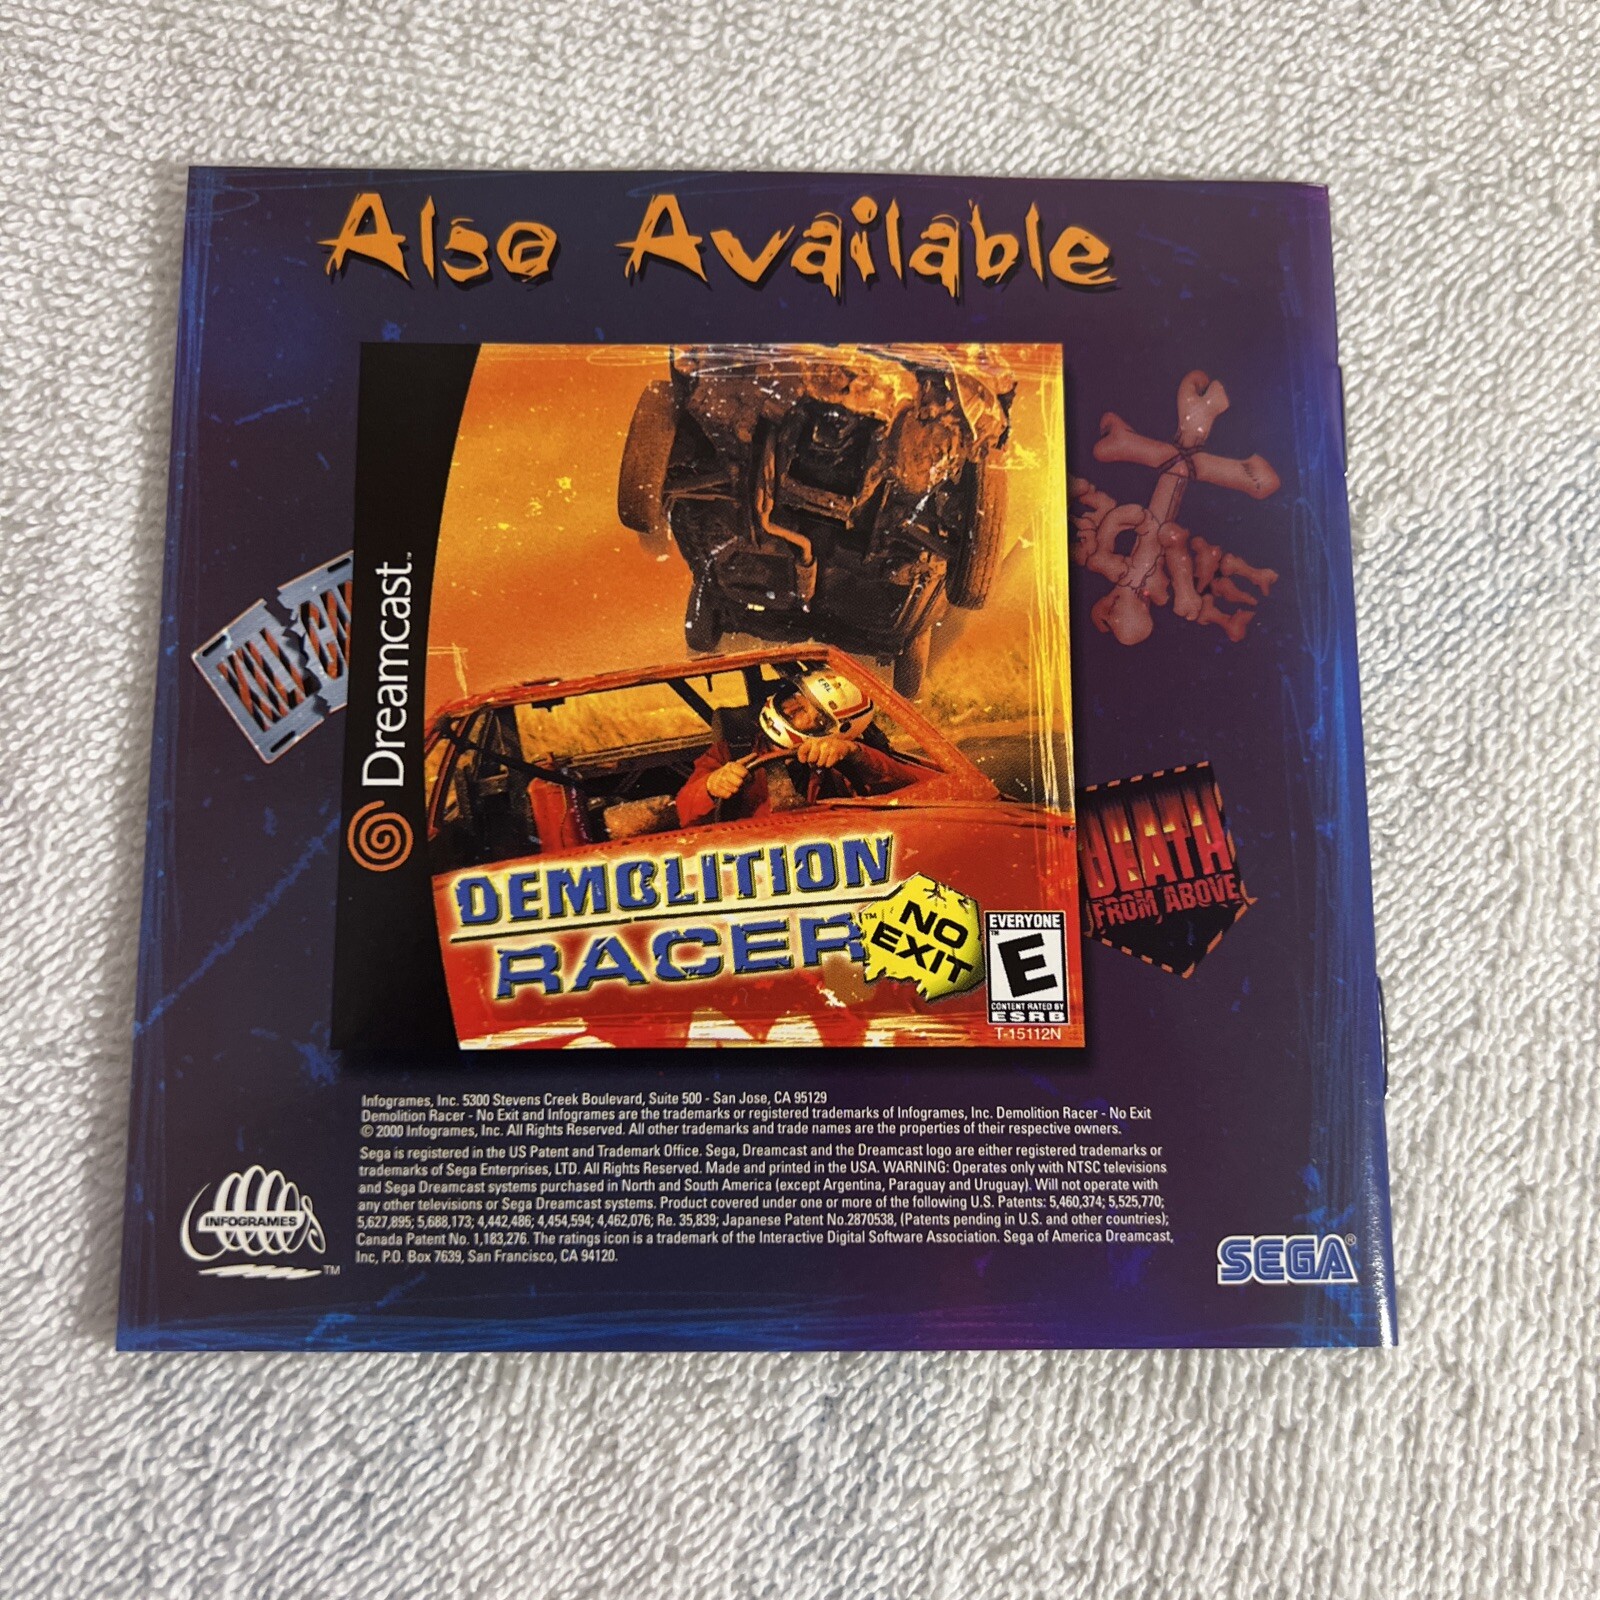 Also Available
KILL CA
BONE
Dreamcast™
DEMOLITION
RACER™
NO
EXIT
EVERYONE
E
CONTENT RATED BY
ESRB
T-15112N
DEATH
FROM ABOVE
Infogrames, Inc. 5300 Stevens Creek Boulevard, Suite 500 - San Jose, CA 95129
Demolition Racer - No Exit and Infogrames are the trademarks or registered trademarks of Infogrames, Inc. Demolition Racer - No Exit
© 2000 Infogrames, Inc. All Rights Reserved. All other trademarks and trade names are the properties of their respective owners.
Sega is registered in the US Patent and Trademark Office. Sega, Dreamcast and the Dreamcast logo are either registered trademarks or
trademarks of Sega Enterprises, LTD. All Rights Reserved. Made and printed in the USA. WARNING: Operates only with NTSC televisions
and Sega Dreamcast systems purchased in North and South America (except Argentina, Paraguay and Uruguay). Will not operate with
any other televisions or Sega Dreamcast systems. Product covered under one or more of the following U.S. Patents: 5,460,374; 5,525,770;
5,627,895; 5,688,173; 4,442,486; 4,454,594; 4,462,076; Re. 35,839; Japanese Patent No.2870538, (Patents pending in U.S. and other countries);
Canada Patent No. 1,183,276. The ratings icon is a trademark of the Interactive Digital Software Association. Sega of America Dreamcast,
Inc, P.O. Box 7639, San Francisco, CA 94120.
INFOGRAMES™
SEGA®